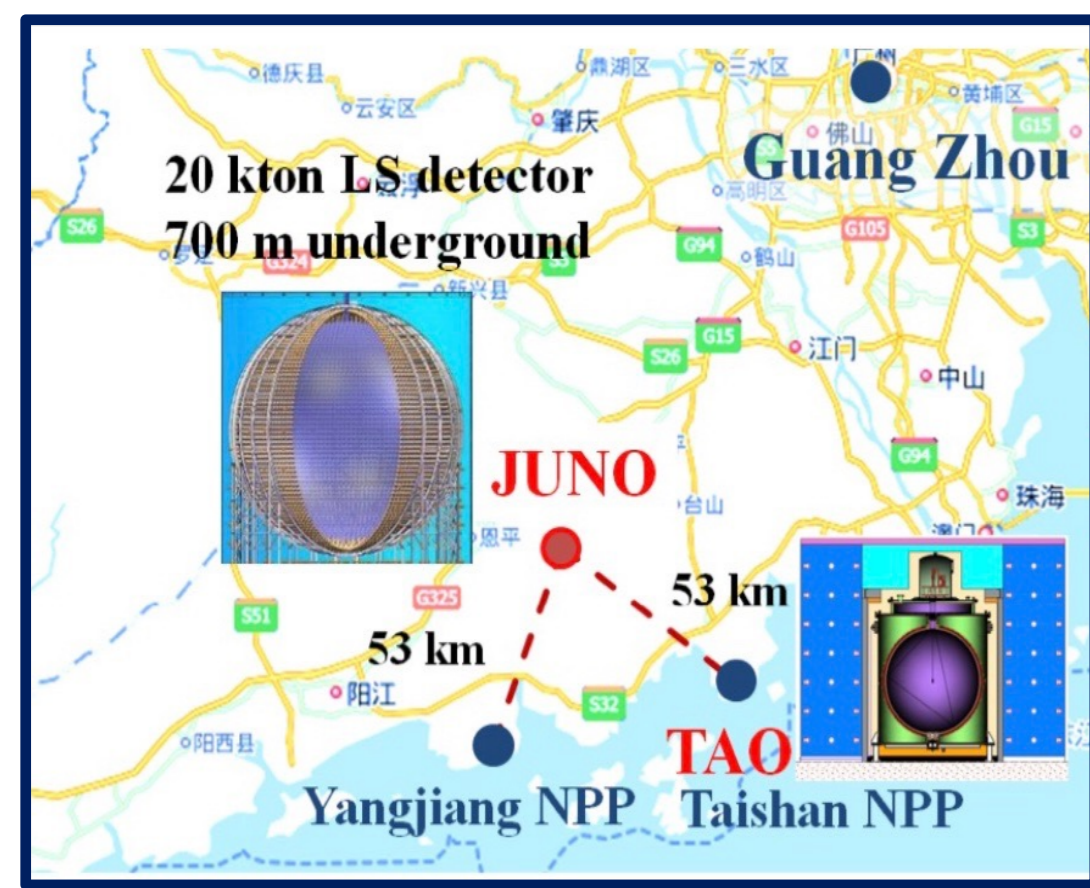 德庆县
鼎湖区
三水区
黄埔区
云安区
肇庆
佛山
G15
S5
Guang Zhou
20 kton LS detector
高明区
S26
700 m underground
G324
G94
G105
S3
鹤山
新兴县
G15
S26
江门
中山
G94
JUNO
珠海
台山
恩平
澳门
53 km
G325
S51
53 km
阳江
S32
阳西县
TAO
Yangjiang NPP
Taishan NPP